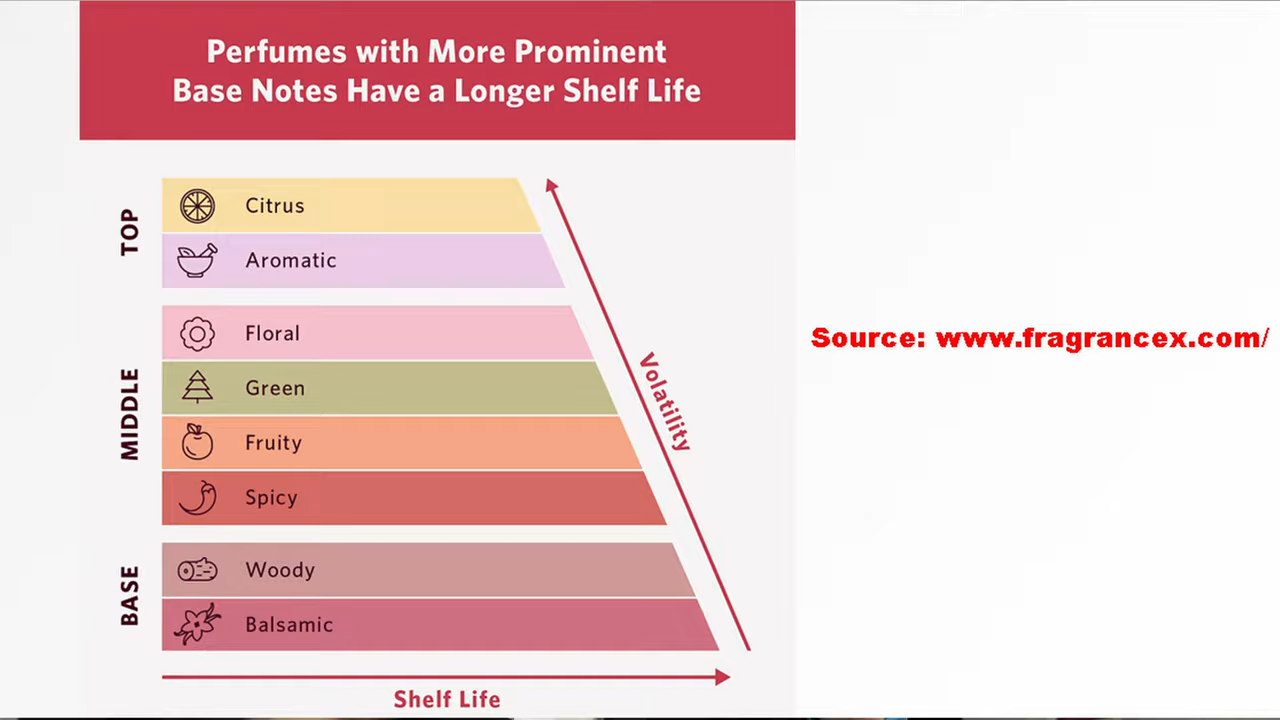 Perfumes with More Prominent
Base Notes Have a Longer Shelf Life
TOP
Citrus
Aromatic
MIDDLE
Floral
Green
Fruity
Spicy
BASE
Woody
Balsamic
Volatility
Shelf Life
Source: www.fragrancex.com/